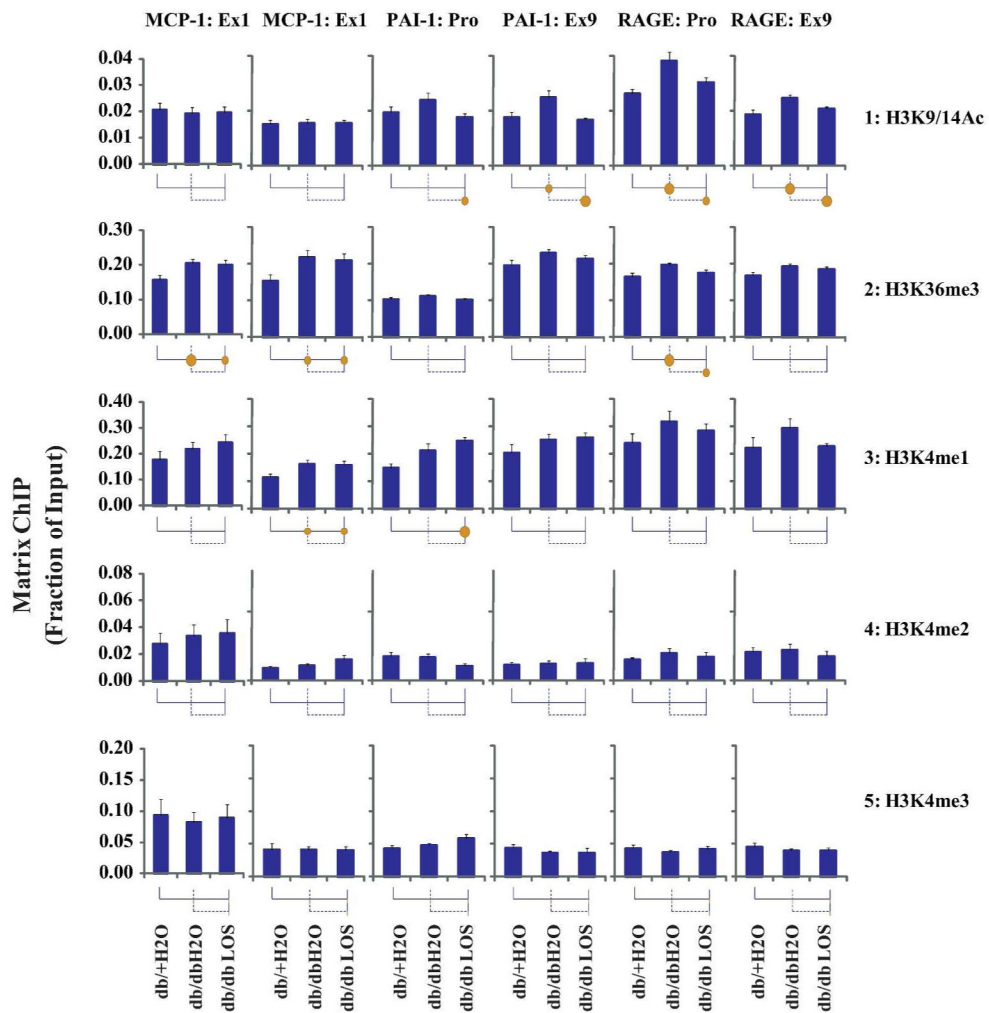 MCP-1: Ex1 MCP-1: Ex1 PAI-1: Pro PAI-1: Ex9 RAGE: Pro RAGE: Ex9
0.04
0.03
0.02
0.01
0.00
1: H3K9/14Ac
0.30
0.20
0.10
0.00
2: H3K36me3
0.40
0.30
0.20
0.10
0.00
3: H3K4me1
0.08
0.06
0.04
0.02
0.00
4: H3K4me2
0.20
0.15
0.10
0.05
0.00
5: H3K4me3
Matrix ChIP
(Fraction of Input)
db/+H2O
db/dbH2O
db/db LOS
db/+H2O
db/dbH2O
db/db LOS
db/+H2O
db/dbH2O
db/db LOS
db/+H2O
db/dbH2O
db/db LOS
db/+H2O
db/dbH2O
db/db LOS
db/+H2O
db/dbH2O
db/db LOS